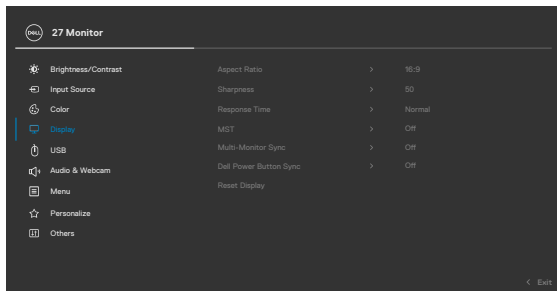 DELL 27 Monitor
Brightness/Contrast
Input Source
Color
Display
USB
Audio & Webcam
Menu
Personalize
Others
Aspect Ratio > 16:9
Sharpness > 50
Response Time > Normal
MST > Off
Multi-Monitor Sync > Off
Dell Power Button Sync > Off
Reset Display
< Exit